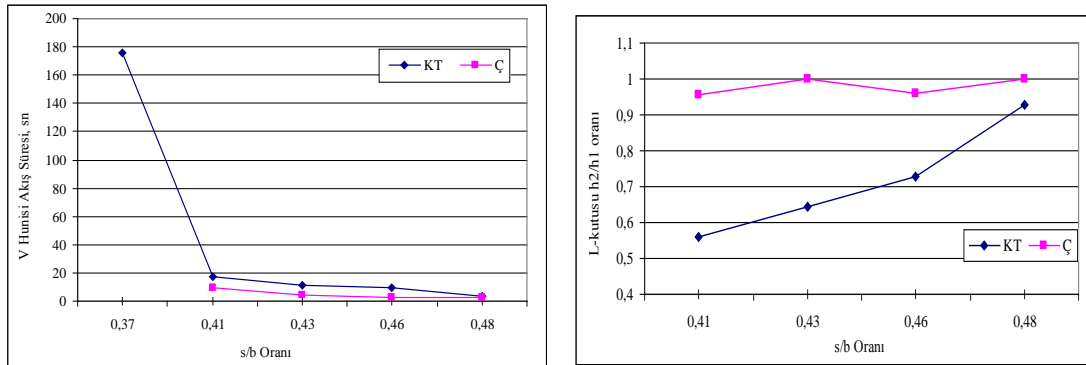 V Hunisi Akış Süresi, sn
200
180
160
140
120
100
80
60
40
20
0
KT Ç
0,37 0,41 0,43 0,46 0,48
s/b Oranı
L-kutusu h2/h1 oranı
1,1
1
0,9
0,8
0,7
0,6
0,5
0,4
KT Ç
0,41 0,43 0,46 0,48
s/b Oranı